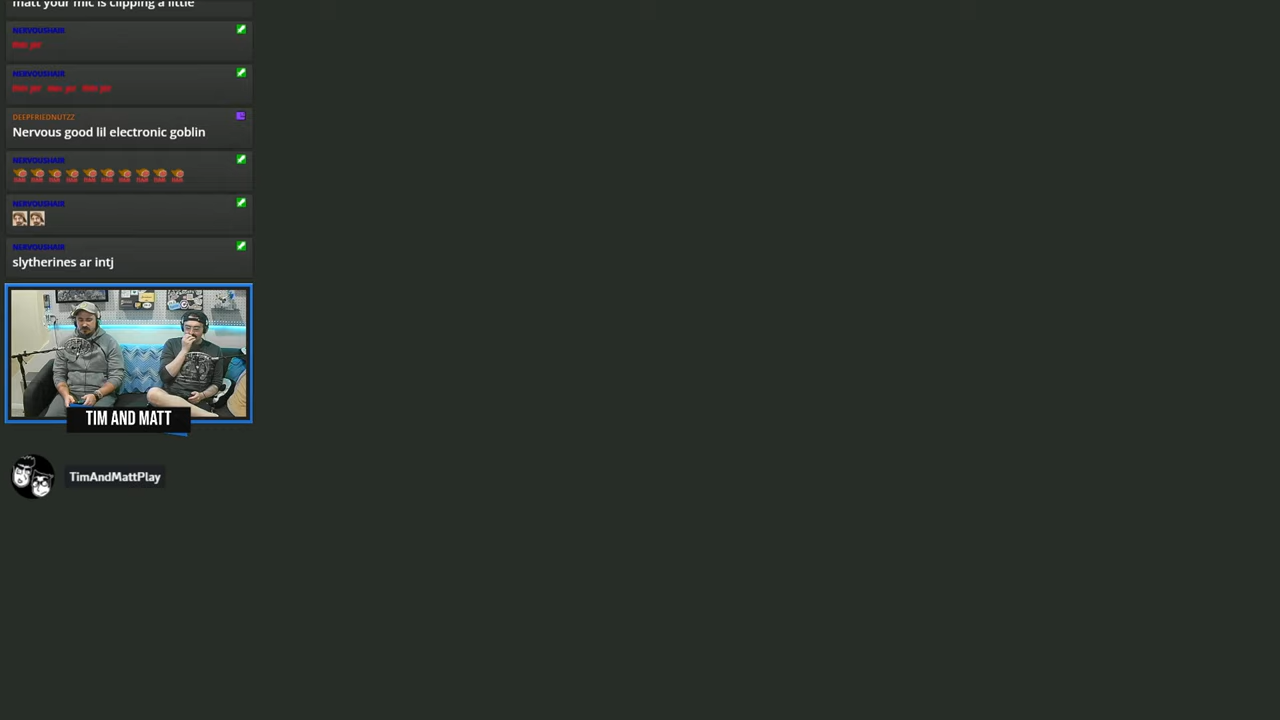 matt your mic is clipping a little
NERVOUSHAIR
NERVOUSHAIR
DEEPFRIEDNUTZZ
Nervous good lil electronic goblin
NERVOUSHAIR
NERVOUSHAIR
NERVOUSHAIR
slytherines ar intj
TIM AND MATT
TimAndMattPlay